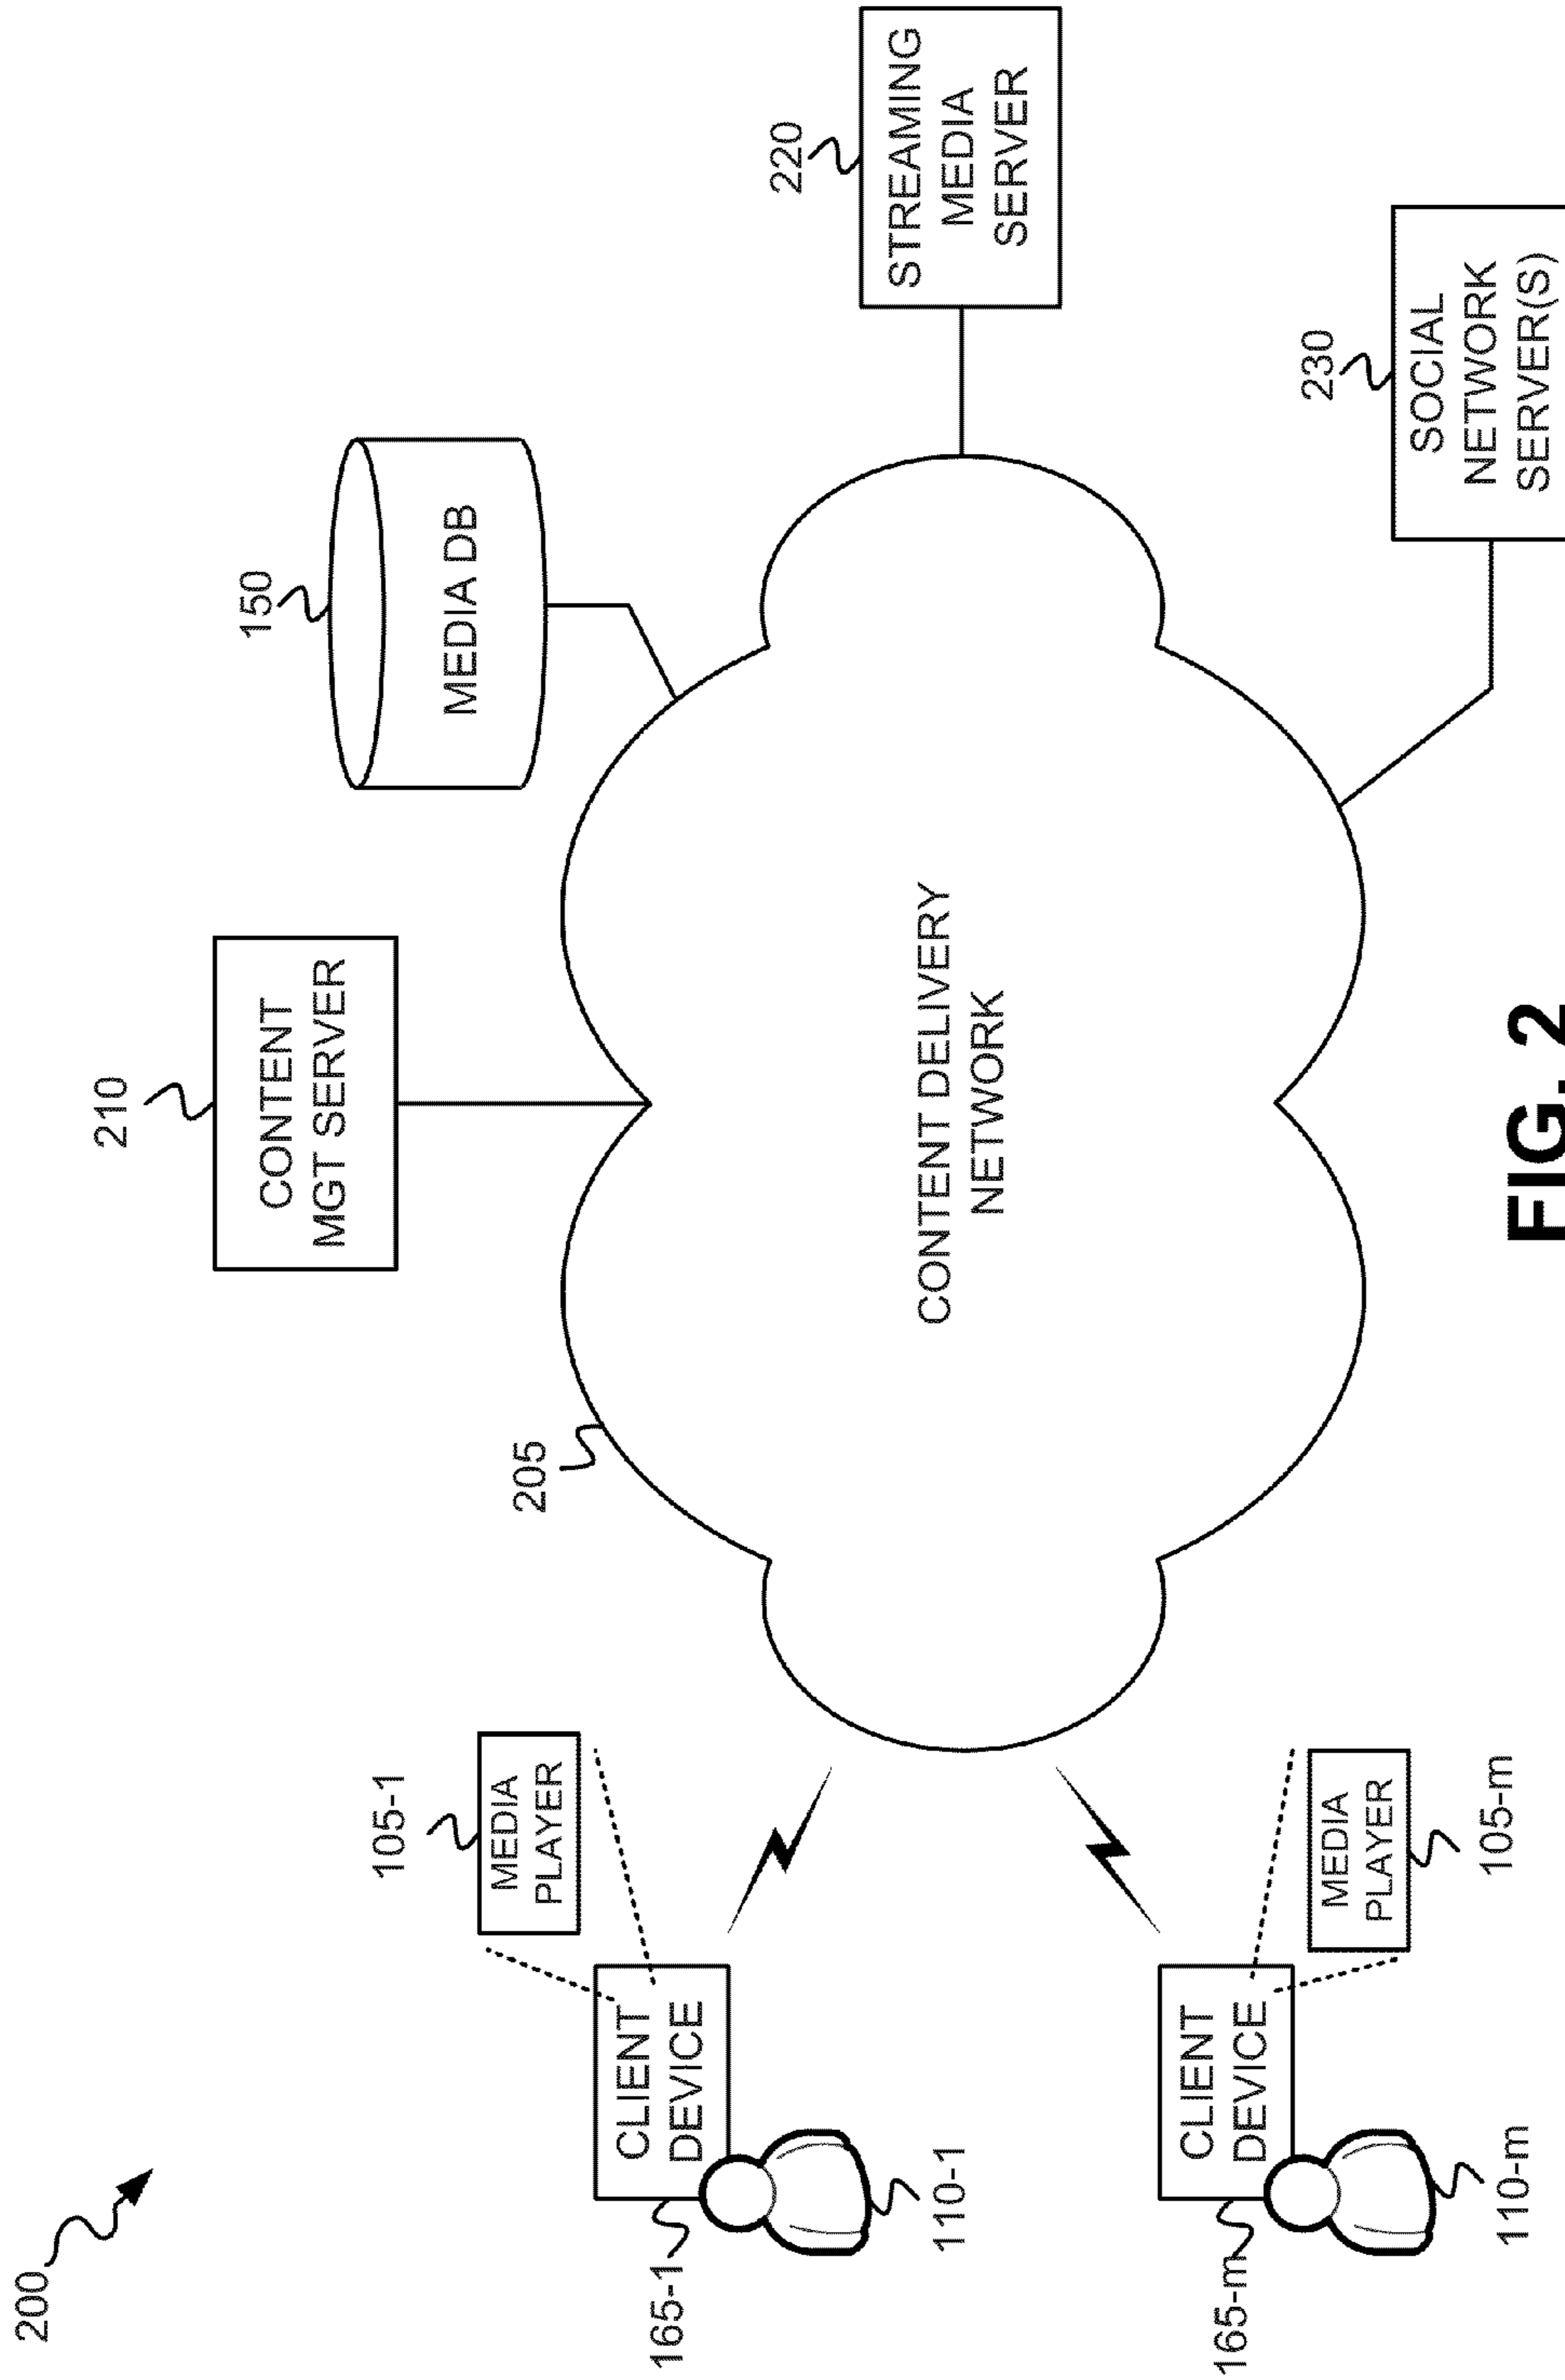 200
210
CONTENT
MGT SERVER
150
MEDIA DB
220
STREAMING
MEDIA
SERVER
205
CONTENT DELIVERY
NETWORK
105-1
MEDIA
PLAYER
CLIENT
DEVICE
165-1
110-1
230
SOCIAL
NETWORK
SERVER(S)
CLIENT
DEVICE
165-m
110-m
MEDIA
PLAYER
105-m
FIG. 2